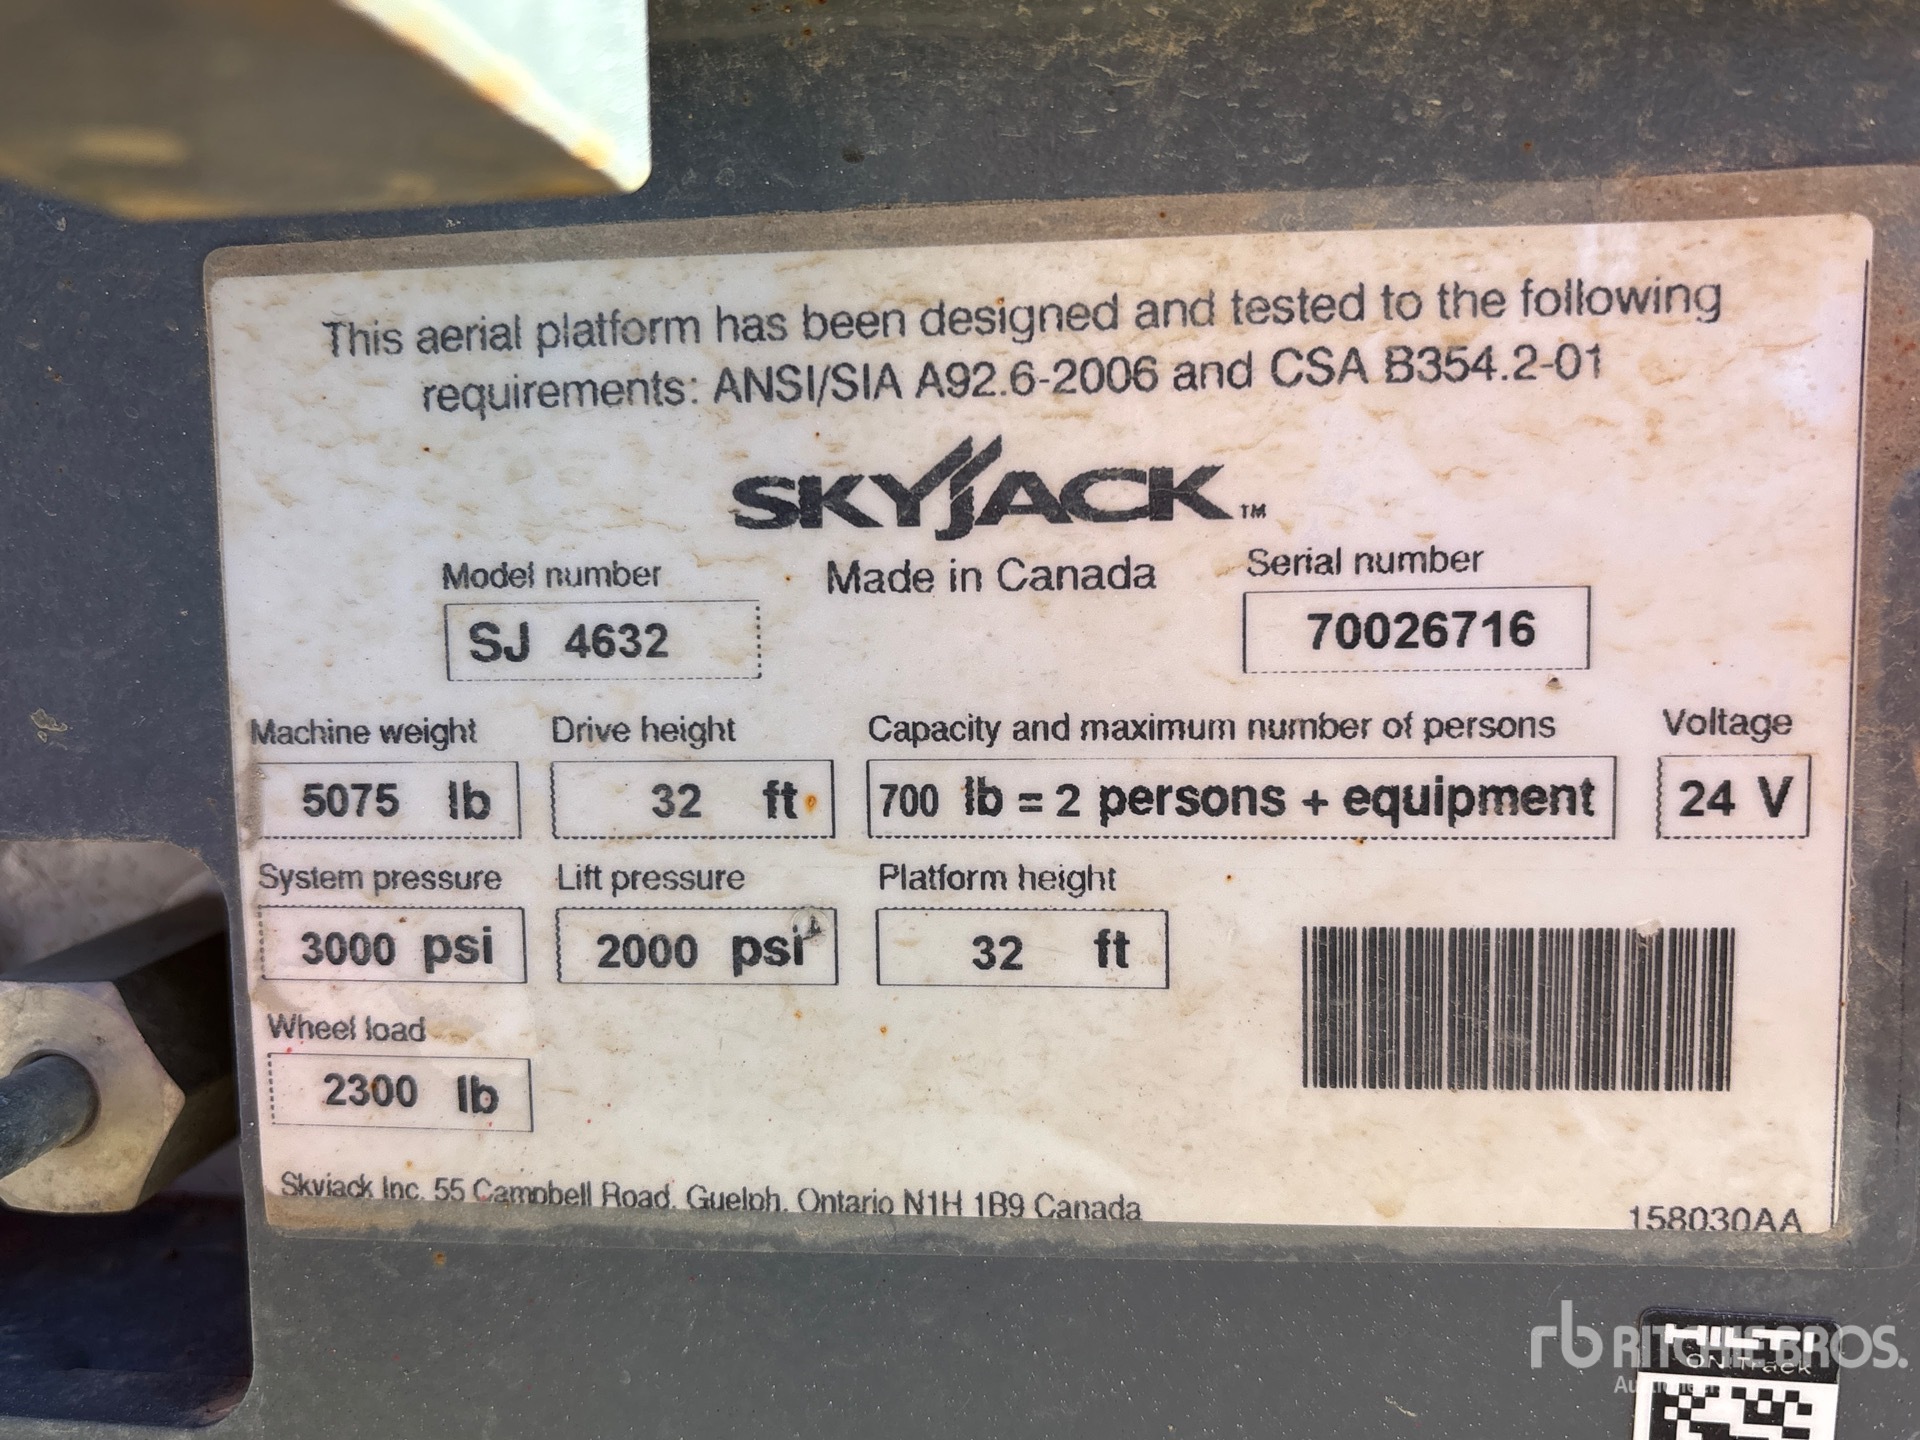 This aerial platform has been designed and tested to the following
requirements: ANSI/SIA A92.6-2006 and CSA B354.2-01
SKYJACK™
Model number
Made in Canada
Serial number
SJ 4632
70026716
Machine weight
Drive height
Capacity and maximum number of persons
Voltage
5075 lb
32 ft
700 lb = 2 persons + equipment
24 V
System pressure
Lift pressure
Platform height
3000 psi
2000 psi
32 ft
Wheel load
2300 lb
Skyjack Inc. 55 Campbell Road, Guelph, Ontario N1H 1B9 Canada
158030AA
rb RITCHIE BROS.
Auctioneers
ON!Track